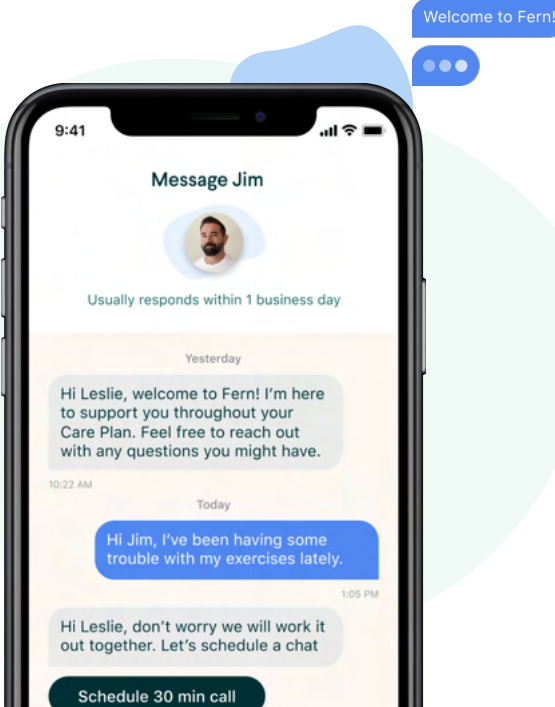 Welcome to Fern!
9:41
Message Jim
Usually responds within 1 business day
Yesterday
Hi Leslie, welcome to Fern! I'm here
to support you throughout your
Care Plan. Feel free to reach out
with any questions you might have.
10:22 AM
Today
Hi Jim, I've been having some
trouble with my exercises lately.
1:05 PM
Hi Leslie, don't worry we will work it
out together. Let's schedule a chat
Schedule 30 min call